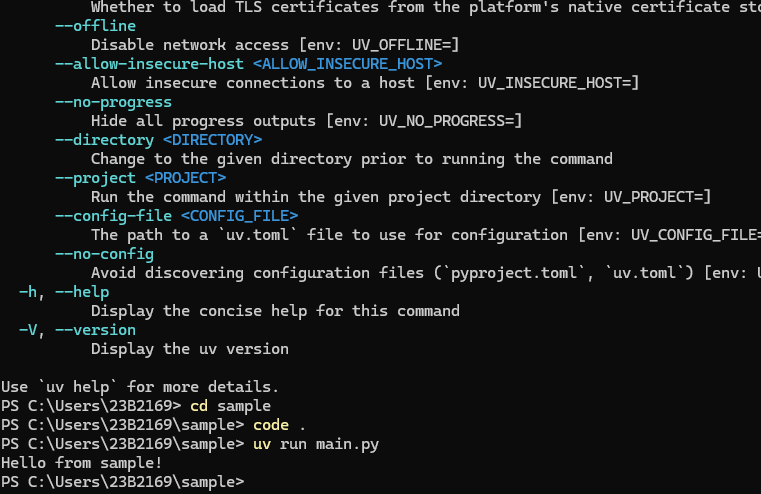 Whether to load TLS certificates from the platform's native certificate
--offline
Disable network access [env: UV_OFFLINE=]
--allow-insecure-host <ALLOW_INSECURE_HOST>
Allow insecure connections to a host [env: UV_INSECURE_HOST=]
--no-progress
Hide all progress outputs [env: UV_NO_PROGRESS=]
--directory <DIRECTORY>
Change to the given directory prior to running the command
--project <PROJECT>
Run the command within the given project directory [env: UV_PROJECT=]
--config-file <CONFIG_FILE>
The path to a `uv.toml` file to use for configuration [env: UV_CONFIG_FILE=
--no-config
Avoid discovering configuration files (`pyproject.toml`, `uv.toml`) [env:
-h, --help
Display the concise help for this command
-V, --version
Display the uv version
Use `uv help` for more details.
PS C:\Users\23B2169> cd sample
PS C:\Users\23B2169\sample> code .
PS C:\Users\23B2169\sample> uv run main.py
Hello from sample!
PS C:\Users\23B2169\sample>